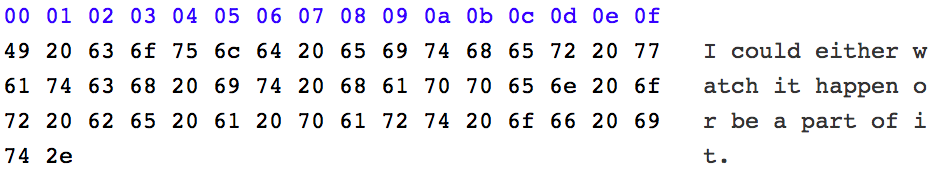 00 01 02 03 04 05 06 07 08 09 0a 0b 0c 0d 0e 0f
49 20 63 6f 75 6c 64 20 65 69 74 68 65 72 20 77 I could either w
61 74 63 68 20 69 74 20 68 61 70 70 65 6e 20 6f atch it happen o
72 20 62 65 20 61 20 70 61 72 74 20 6f 66 20 69 r be a part of i
74 2e t.